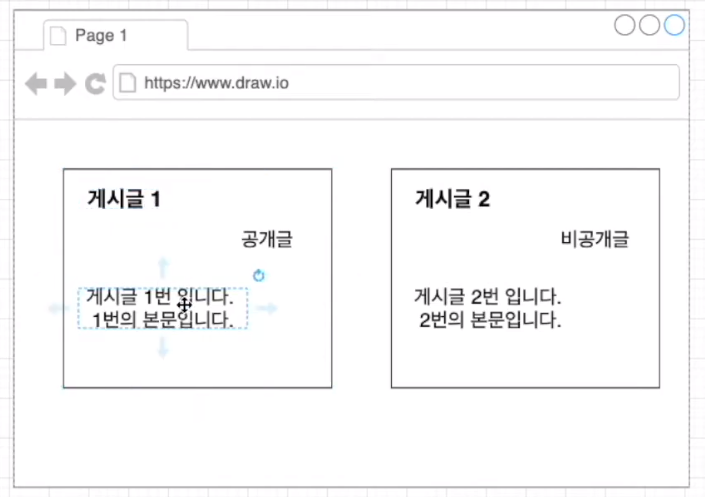 Page 1
https://www.draw.io
게시글 1
공개글
게시글 1번 입니다.
1번의 본문입니다.
게시글 2
비공개글
게시글 2번 입니다.
2번의 본문입니다.